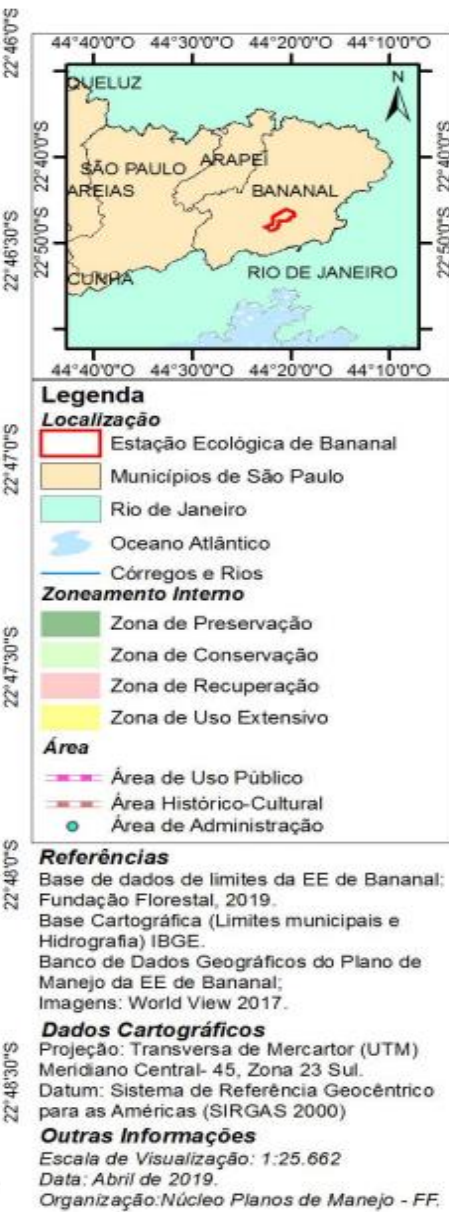 44°40'0"O 44°30'0"O 44°20'0"O 44°10'0"O
22°46'0"S
QUELUZ
N
22°40'0"S
22°40'0"S
ARAPEÍ
SÃO PAULO
AREIAS
BANANAL
22°50'0"S
22°50'0"S
22°46'30"S
RIO DE JANEIRO
CUNHA
44°40'0"O 44°30'0"O 44°20'0"O 44°10'0"O
Legenda
Localização
Estação Ecológica de Bananal
22°47'0"S
Municípios de São Paulo
Rio de Janeiro
Oceano Atlântico
Córregos e Rios
Zoneamento Interno
Zona de Preservação
Zona de Conservação
22°47'30"S
Zona de Recuperação
Zona de Uso Extensivo
Área
Área de Uso Público
Área Histórico-Cultural
Área de Administração
22°48'0"S
Referências
Base de dados de limites da EE de Bananal:
Fundação Florestal, 2019.
Base Cartográfica (Limites municipais e
Hidrografia) IBGE.
Banco de Dados Geográficos do Plano de
Manejo da EE de Bananal;
Imagens: World View 2017.
22°48'30"S
Dados Cartográficos
Projeção: Transversa de Mercartor (UTM)
Meridiano Central- 45, Zona 23 Sul.
Datum: Sistema de Referência Geocêntrico
para as Américas (SIRGAS 2000)
Outras Informações
Escala de Visualização: 1:25.662
Data: Abril de 2019.
Organização:Núcleo Planos de Manejo - FF.